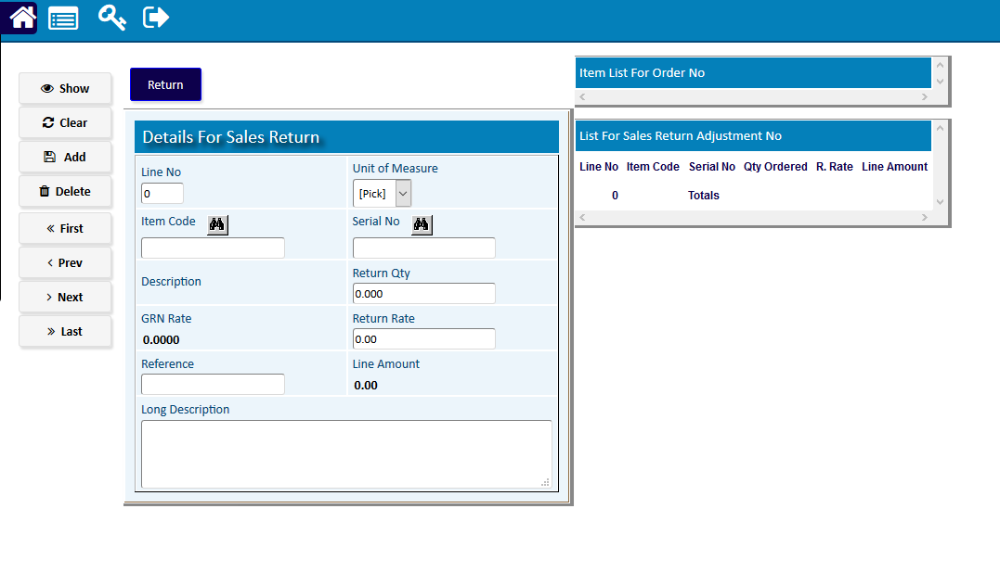 Show
Clear
Add
Delete
First
Prev
Next
Last
Return
Details For Sales Return
Line No
0
Unit of Measure
[Pick]
Item Code
Serial No
Description
Return Qty
0.000
GRN Rate
0.0000
Return Rate
0.00
Reference
Line Amount
0.00
Long Description
Item List For Order No
List For Sales Return Adjustment No
Line No Item Code Serial No Qty Ordered R. Rate Line Amount
0 Totals